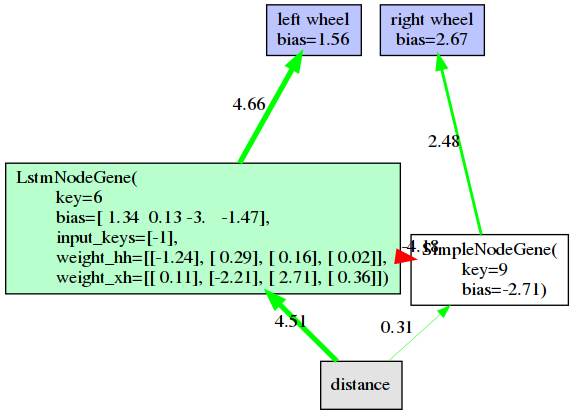 left wheel
bias=1.56
right wheel
bias=2.67
4.66
2.48
LstmNodeGene(
key=6
bias=[ 1.34 0.13 -3. -1.47],
input_keys=[-1],
weight_hh=[[-1.24], [ 0.29], [ 0.16], [ 0.02]],
weight_xh=[[ 0.11], [-2.21], [ 2.71], [ 0.36]])
-4.18
SimpleNodeGene(
key=9
bias=-2.71)
4.51
0.31
distance